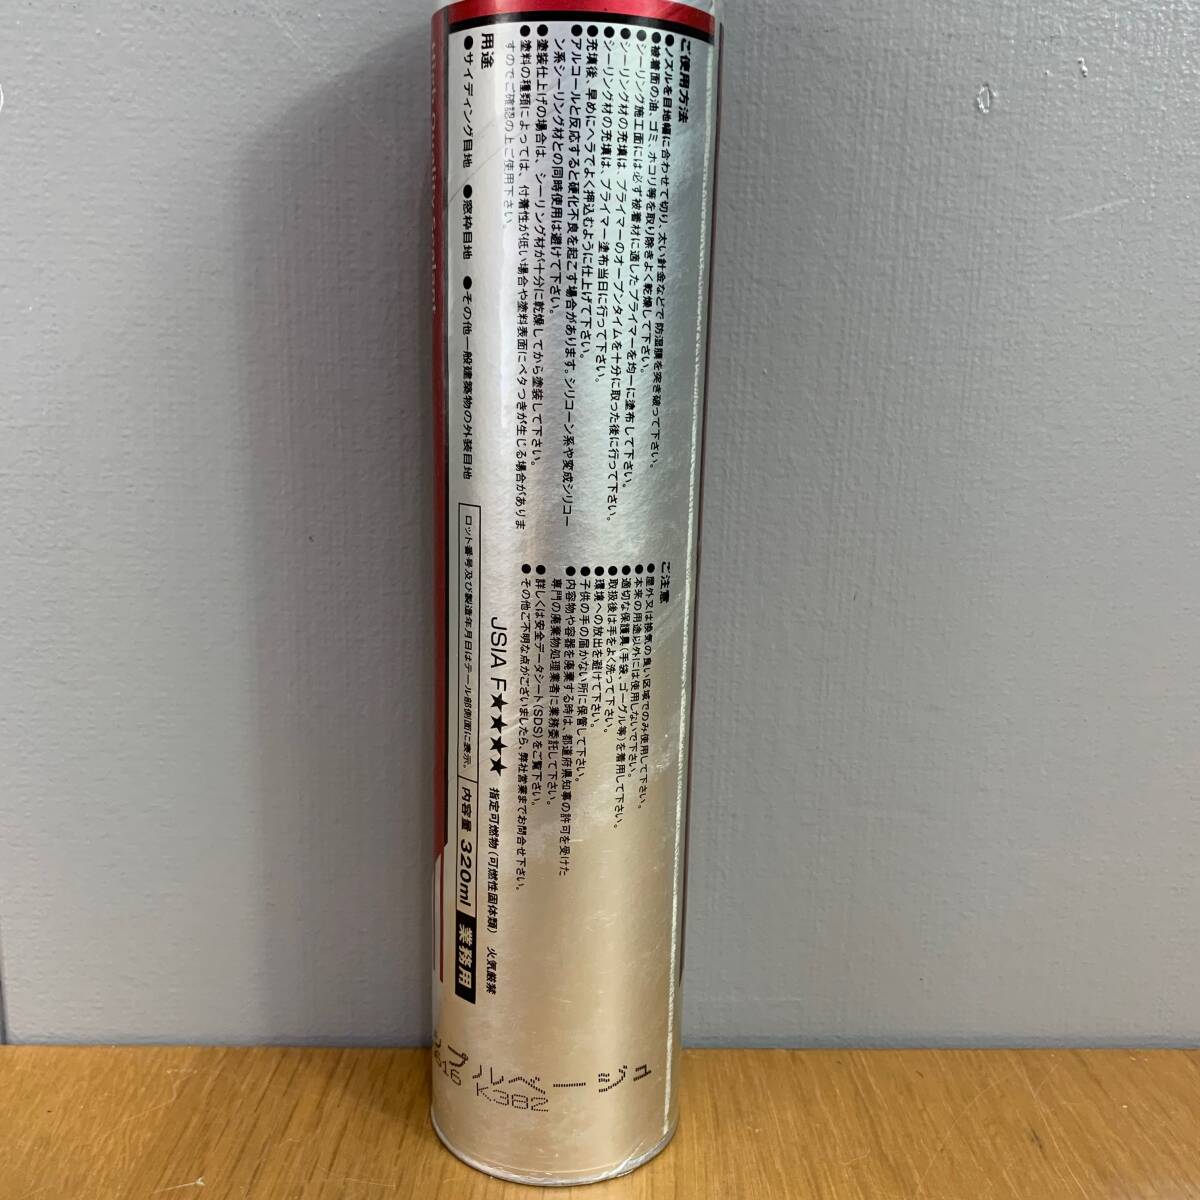 ご使用方法
●ノズルを目地幅に合わせて切り、太い針金などで防湿膜を突き破って下さい。
●被着面の油、ゴミ、ホコリ等を取り除きよく乾燥して下さい。
●シーリング施工面には必ず被着材に適したプライマーを均一に塗布して下さい。
●シーリング材の充填は、プライマーのオープンタイムを十分に取った後に行って下さい。
●シーリング材の充填は、プライマー塗布当日に行って下さい。
●充填後、早めにヘラでよく押込むように仕上げて下さい。
●アルコールと反応すると硬化不良を起こす場合があります。シリコーン系や変成シリコー
ン系シーリング材との同時使用は避けて下さい。
●塗装仕上げの場合は、シーリング材が十分に乾燥してから塗装して下さい。
●塗料の種類によっては、付着性が低い場合や塗料表面にベタつきが生じる場合がありま
すのでご確認の上ご使用下さい。
用途
●サイディング目地 ●窓枠目地 ●その他一般建築物の外装目地
ご注意
●屋外又は換気の良い区域でのみ使用して下さい。
●本来の用途以外には使用しないで下さい。
●適切な保護具(手袋、ゴーグル等)を着用して下さい。
●取扱後は手をよく洗って下さい。
●環境への放出を避けて下さい。
●子供の手の届かない所に保管して下さい。
●内容物や容器を廃棄する時は、都道府県知事の許可を受けた
専門の廃棄物処理業者に業務委託して下さい。
●詳しくは安全データシート(SDS)をご覧下さい。
●その他ご不明な点がございましたら、弊社営業までお問合せ下さい。
JSIA F★★★★ 指定可燃物(可燃性固体類) 火気厳禁
ロット番号及び製造年月日はテール部側面に表示。
内容量 320ml
業務用